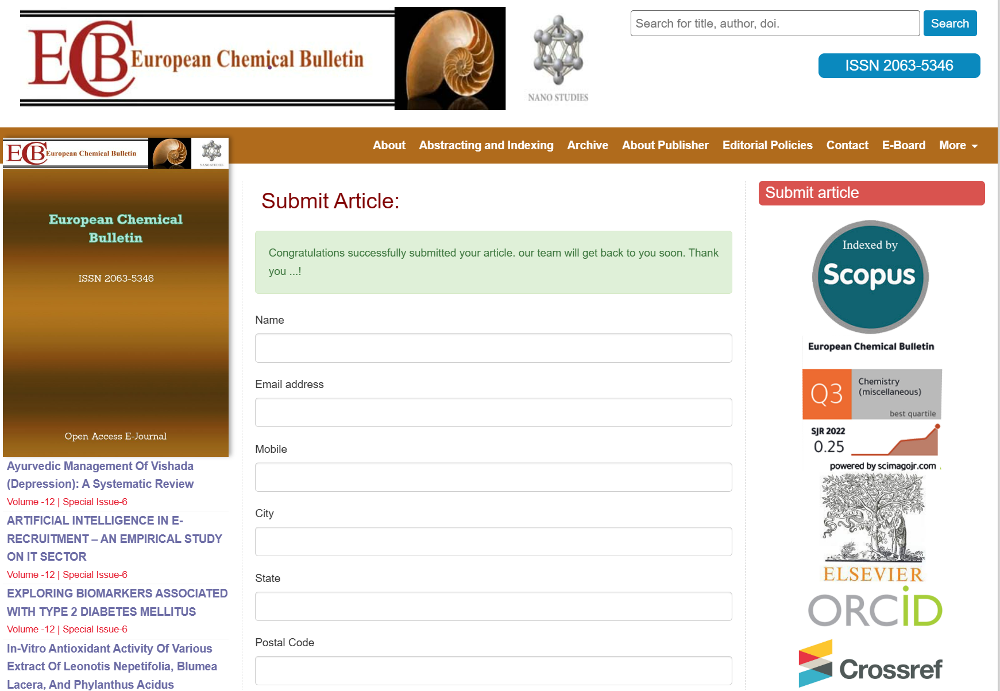 ECB European Chemical Bulletin
NANO STUDIES
Search for title, author, doi.
Search
ISSN 2063-5346
About
Abstracting and Indexing
Archive
About Publisher
Editorial Policies
Contact
E-Board
More
ECB European Chemical Bulletin
NANO STUDIES
European Chemical
Bulletin
ISSN 2063-5346
Open Access E-Journal
Ayurvedic Management Of Vishada
(Depression): A Systematic Review
Volume -12 | Special Issue-6
ARTIFICIAL INTELLIGENCE IN E-
RECRUITMENT – AN EMPIRICAL STUDY
ON IT SECTOR
Volume -12 | Special Issue-6
EXPLORING BIOMARKERS ASSOCIATED
WITH TYPE 2 DIABETES MELLITUS
Volume -12 | Special Issue-6
In-Vitro Antioxidant Activity Of Various
Extract Of Leonotis Nepetifolia, Blumea
Lacera, And Phylanthus Acidus
Submit Article:
Congratulations successfully submitted your article. our team will get back to you soon. Thank
you ...!
Name
Email address
Mobile
City
State
Postal Code
Submit article
Indexed by
Scopus
European Chemical Bulletin
Q3
Chemistry
(miscellaneous)
best quartile
SJR 2022
0.25
powered by scimagojr.com
NON SOLUS
ELSEVIER
ORCID
Crossref